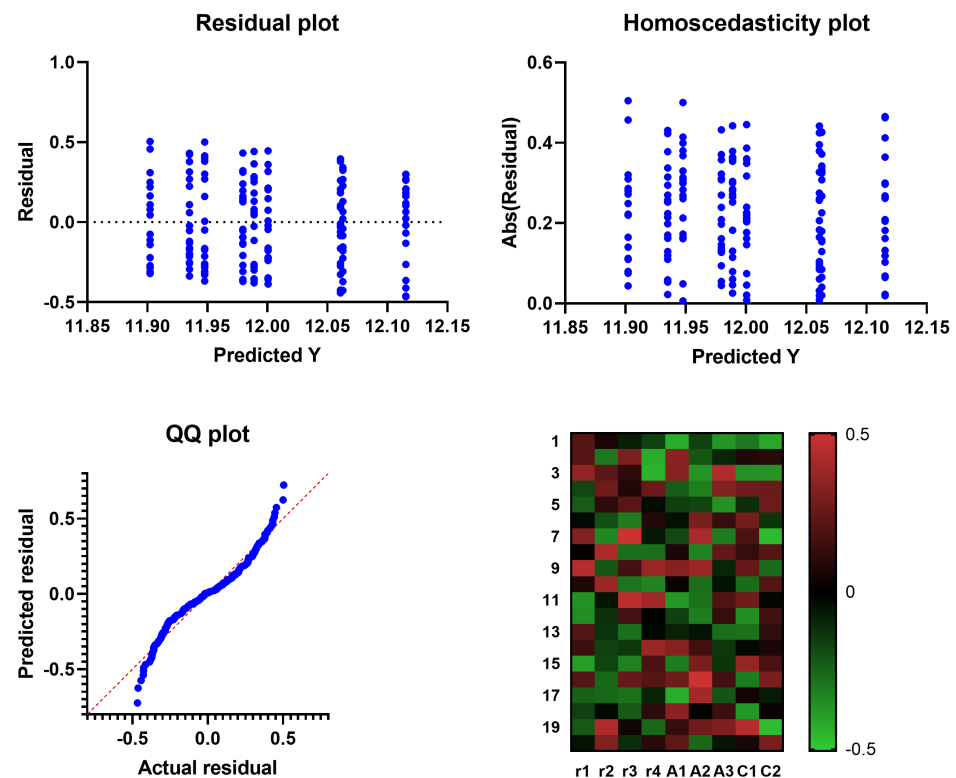 Residual plot
1.0
0.5
0.0
-0.5
Residual
11.85 11.90 11.95 12.00 12.05 12.10 12.15
Predicted Y
Homoscedasticity plot
0.6
0.4
0.2
0.0
Abs(Residual)
11.85 11.90 11.95 12.00 12.05 12.10 12.15
Predicted Y
QQ plot
0.5
0.0
-0.5
Predicted residual
-0.5 0.0 0.5
Actual residual
1
3
5
7
9
11
13
15
17
19
r1 r2 r3 r4 A1 A2 A3 C1 C2
0.5
0
-0.5